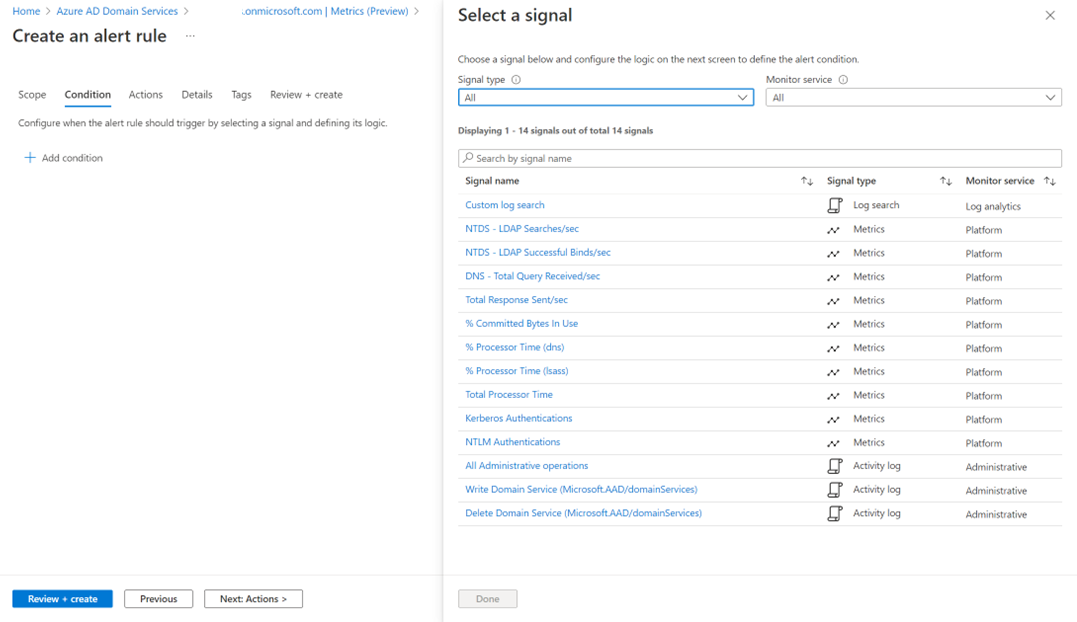 Home > Azure AD Domain Services > .onmicrosoft.com | Metrics (Preview) >
Create an alert rule ...
Scope Condition Actions Details Tags Review + create
Configure when the alert rule should trigger by selecting a signal and defining its logic.
+ Add condition
Review + create Previous Next: Actions >
Select a signal
Choose a signal below and configure the logic on the next screen to define the alert condition.
Signal type Monitor service
All All
Displaying 1 - 14 signals out of total 14 signals
Search by signal name
Signal name Signal type Monitor service
Custom log search Log search Log analytics
NTDS - LDAP Searches/sec Metrics Platform
NTDS - LDAP Successful Binds/sec Metrics Platform
DNS - Total Query Received/sec Metrics Platform
Total Response Sent/sec Metrics Platform
% Committed Bytes In Use Metrics Platform
% Processor Time (dns) Metrics Platform
% Processor Time (lsass) Metrics Platform
Total Processor Time Metrics Platform
Kerberos Authentications Metrics Platform
NTLM Authentications Metrics Platform
All Administrative operations Activity log Administrative
Write Domain Service (Microsoft.AAD/domainServices) Activity log Administrative
Delete Domain Service (Microsoft.AAD/domainServices) Activity log Administrative
Done